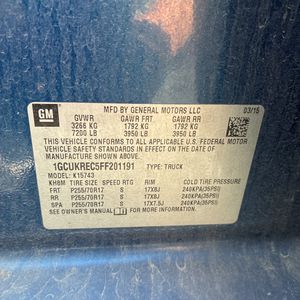 GM
MFD BY GENERAL MOTORS LLC
03/15
GVWR GAWR FRT GAWR RR
3266 KG 1792 KG 1792 KG
7200 LB 3950 LB 3950 LB
THIS VEHICLE CONFORMS TO ALL APPLICABLE U.S. FEDERAL
MOTOR VEHICLE SAFETY STANDARDS IN EFFECT ON THE DATE
OF MANUFACTURE SHOWN ABOVE.
1GCUKREC5FF201191 TYPE: TRUCK
MODEL: K15743
KH8M TIRE SIZE SPEED RTG RIM COLD TIRE PRESSURE
FRT P255/70R17 S 17X8J 240KPA(35PSI)
RR P255/70R17 S 17X8J 240KPA(35PSI)
SPA P255/70R17 S 17X7.5J 240KPA(35PSI)
SEE OWNER'S MANUAL FOR MORE INFORMATION.